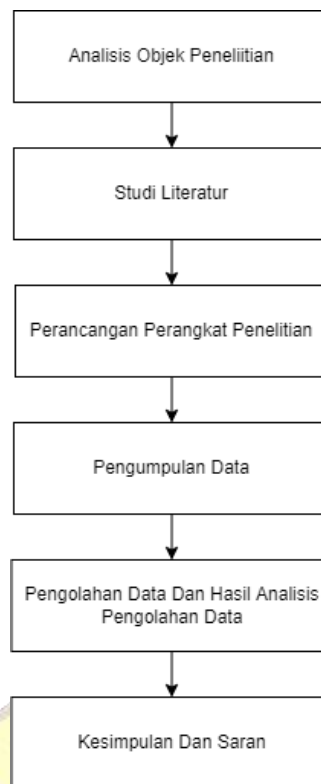 Analisis Objek Peneliitian
Studi Literatur
Perancangan Perangkat Penelitian
Pengumpulan Data
Pengolahan Data Dan Hasil Analisis
Pengolahan Data
Kesimpulan Dan Saran